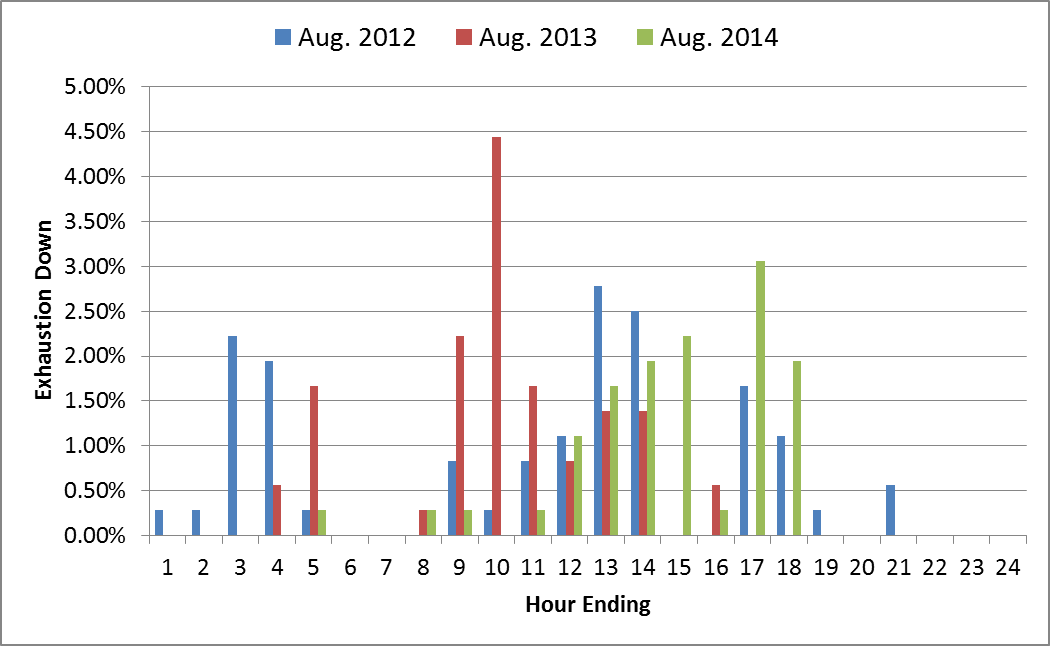 Aug. 2012 Aug. 2013 Aug. 2014
5.00%
4.50%
4.00%
3.50%
3.00%
2.50%
2.00%
1.50%
1.00%
0.50%
0.00%
Exhaustion Down
1 2 3 4 5 6 7 8 9 10 11 12 13 14 15 16 17 18 19 20 21 22 23 24
Hour Ending